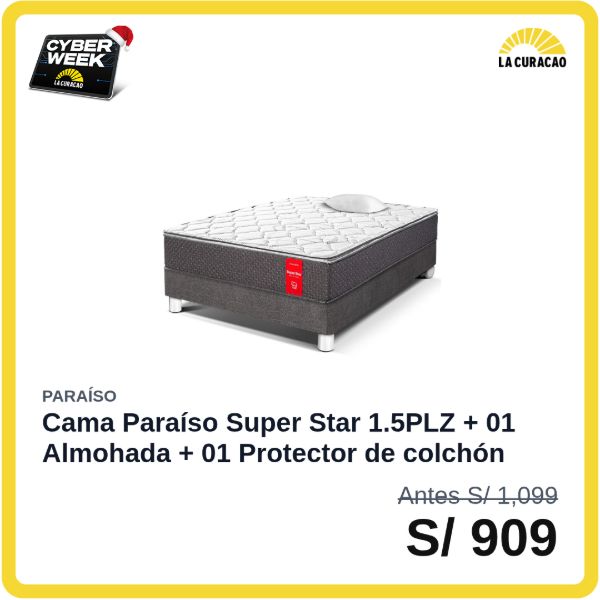 CYBER
WEEK
LA CURACAO
LA CURACAO
PARAÍSO
Cama Paraíso Super Star 1.5PLZ + 01
Almohada + 01 Protector de colchón
Antes S/ 1,099
S/ 909